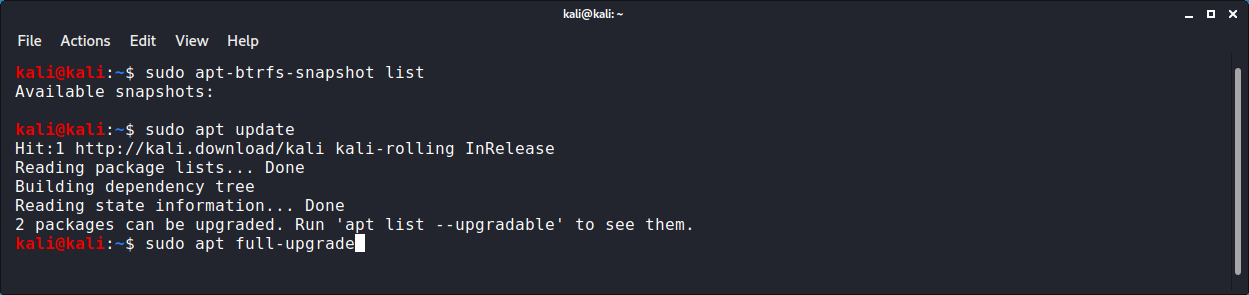 kali@kali: ~
File Actions Edit View Help
kali@kali:~$ sudo apt-btrfs-snapshot list
Available snapshots:
kali@kali:~$ sudo apt update
Hit:1 http://kali.download/kali kali-rolling InRelease
Reading package lists... Done
Building dependency tree
Reading state information... Done
2 packages can be upgraded. Run 'apt list --upgradable' to see them.
kali@kali:~$ sudo apt full-upgrade